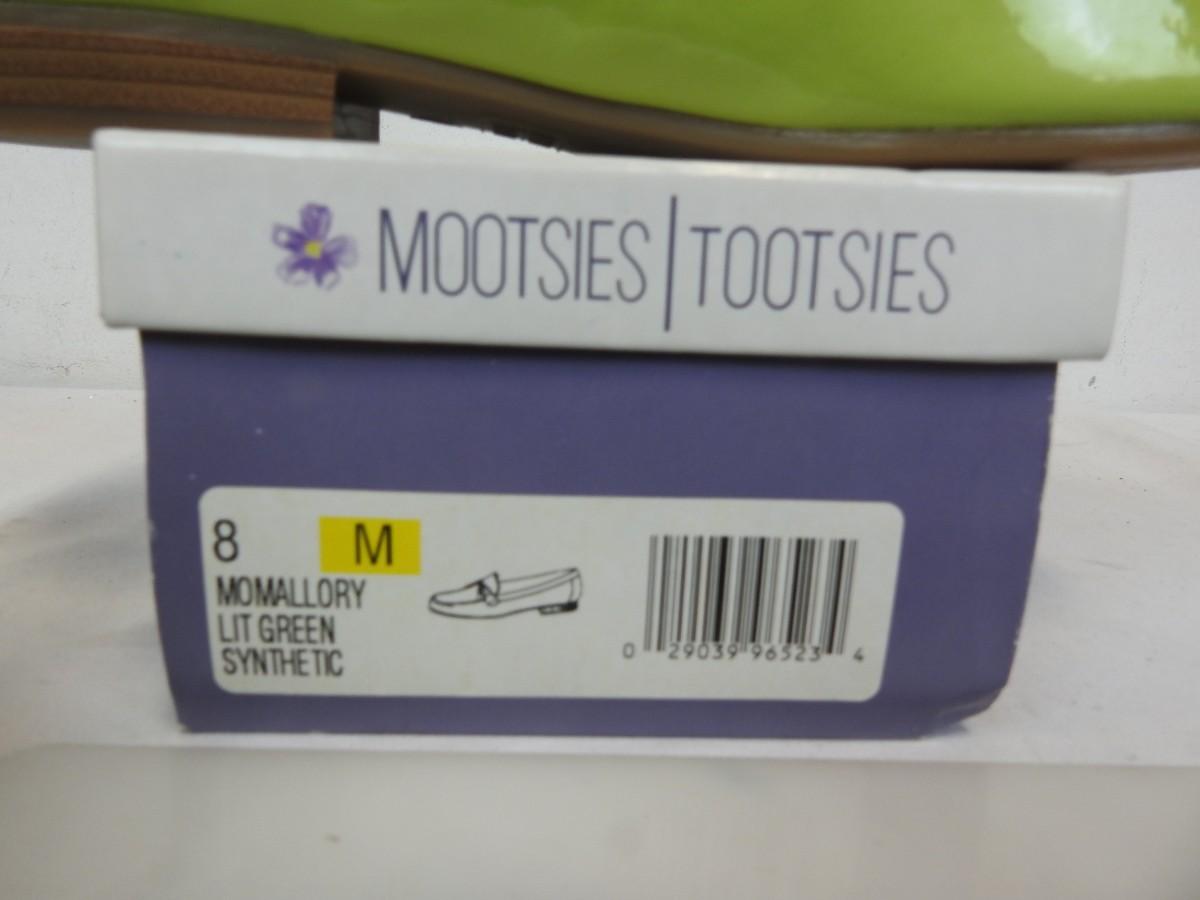 MOOTSIES | TOOTSIES
8 M
MOMALLORY
LIT GREEN
SYNTHETIC
0 29039 96523 4